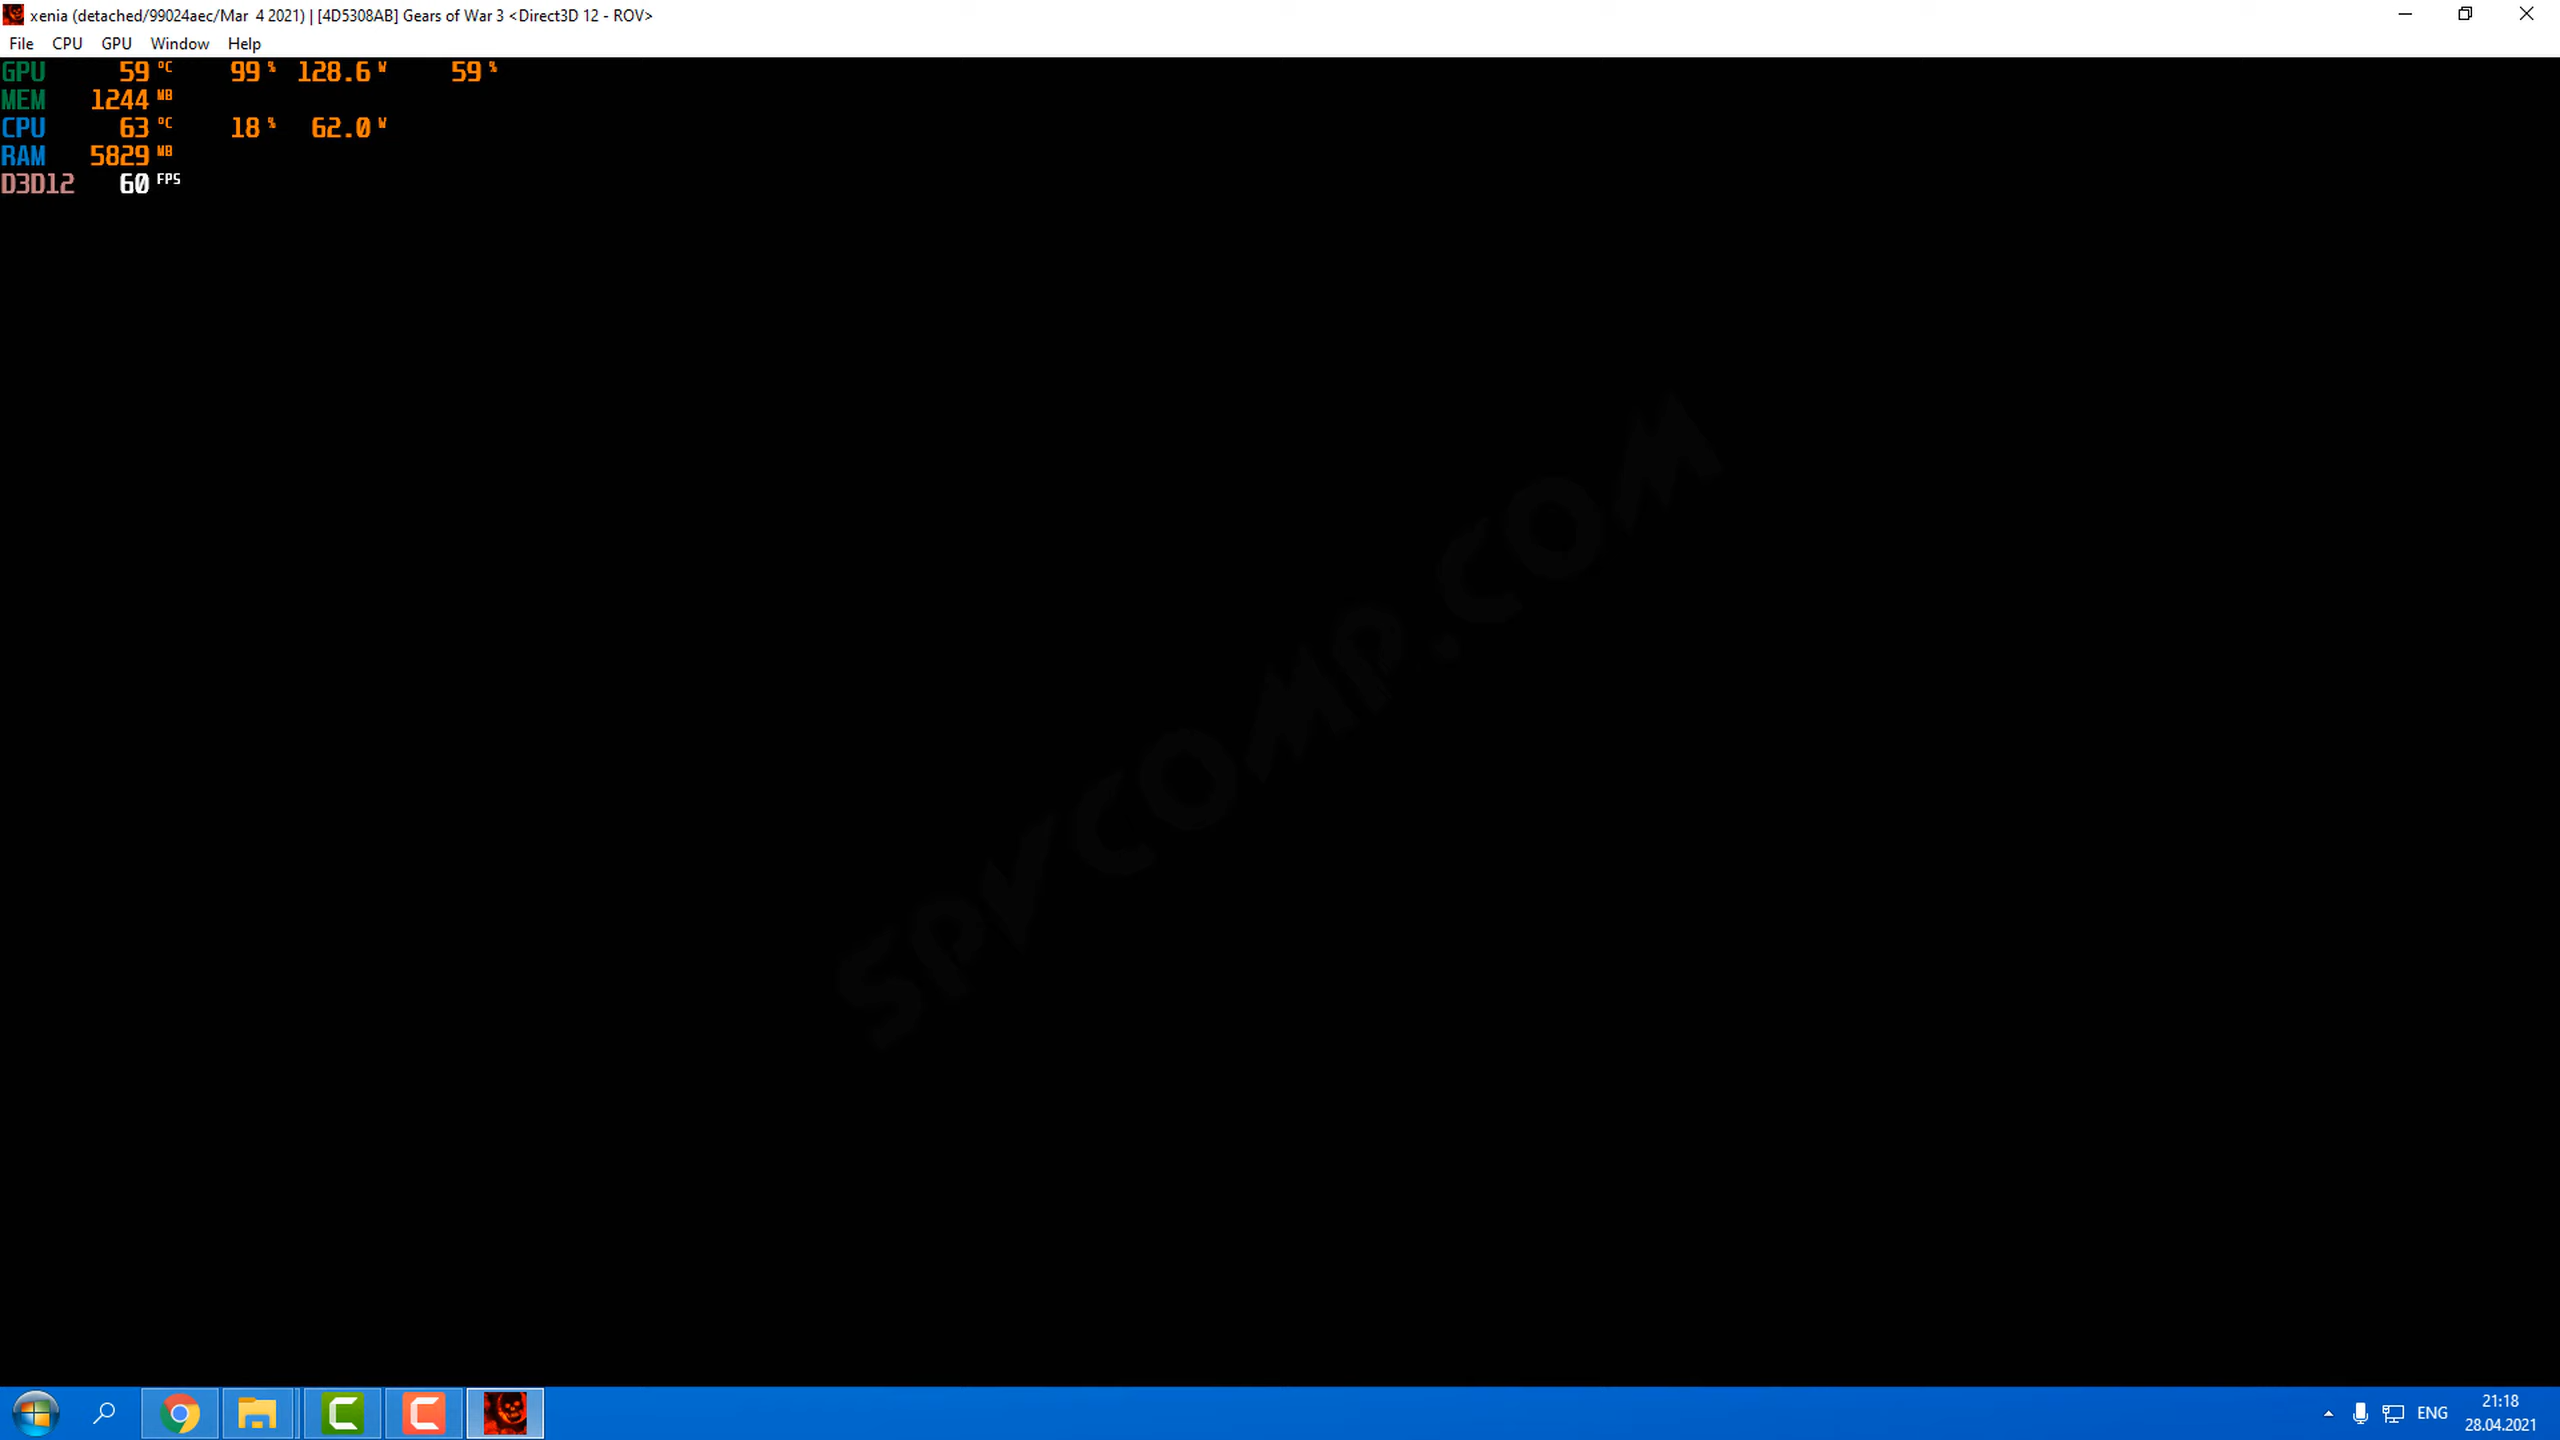 xenia (detached/99024aec/Mar  4 2021) | [4D5308AB] Gears of War 3 <Direct3D 12 - ROV>
File CPU GPU Window Help
GPU 59 °C 99 % 128.6 W 59 %
MEM 1244 MB
CPU 63 °C 18 % 62.0 W
RAM 5829 MB
D3D12 60 FPS
SPVCOMP.COM
ENG
21:18
28.04.2021